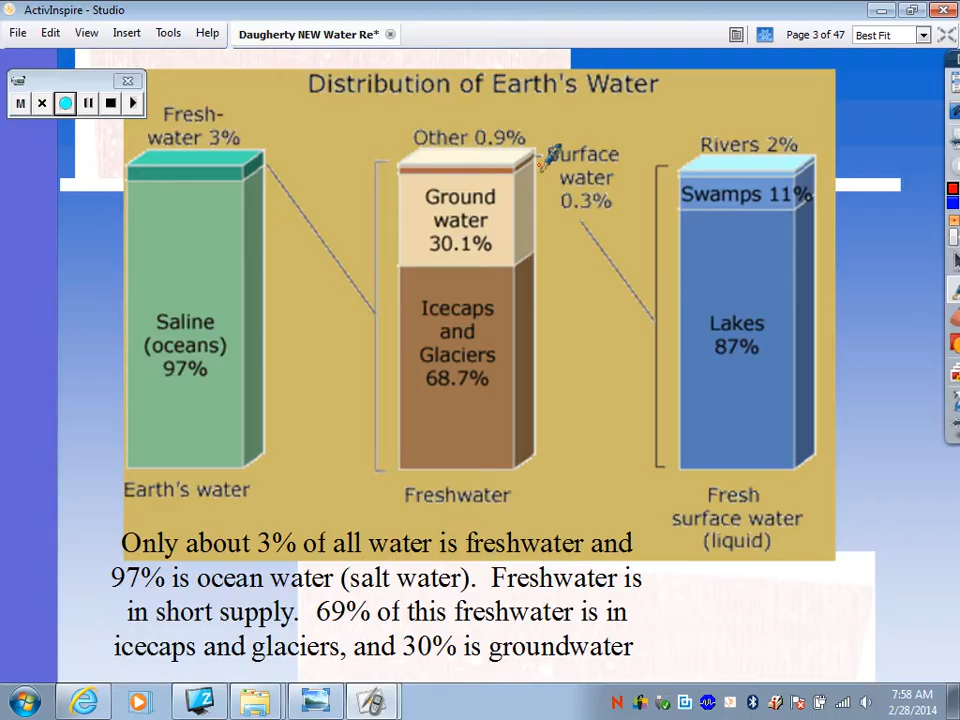 ActivInspire - Studio
File Edit View Insert Tools Help
Daugherty NEW Water Re*
Page 3 of 47
Best Fit
M
Distribution of Earth's Water
Fresh-
water 3%
Saline
(oceans)
97%
Earth's water
Other 0.9%
Surface
water
0.3%
Ground
water
30.1%
Icecaps
and
Glaciers
68.7%
Freshwater
Rivers 2%
Swamps 11%
Lakes
87%
Fresh
surface water
(liquid)
Only about 3% of all water is freshwater and
97% is ocean water (salt water). Freshwater is
in short supply. 69% of this freshwater is in
icecaps and glaciers, and 30% is groundwater
7:58 AM
2/28/2014